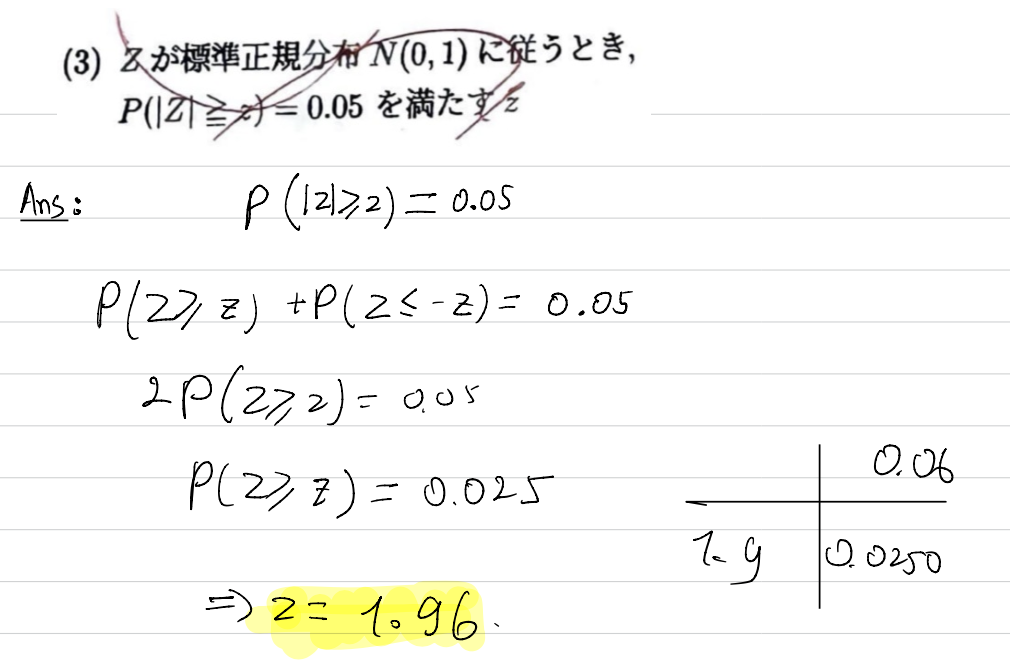 (3) Zが標準正規分布 N(0, 1) に従うとき,
P(|Z| ≧ z) = 0.05 を満たす z
Ans:
P(|Z|⩾z) = 0.05
P(Z⩾z) + P(Z≤-z) = 0.05
2P(Z⩾z) = 0.05
P(Z⩾z) = 0.025
0.06
1.9 0.0250
⇒ z = 1.96.